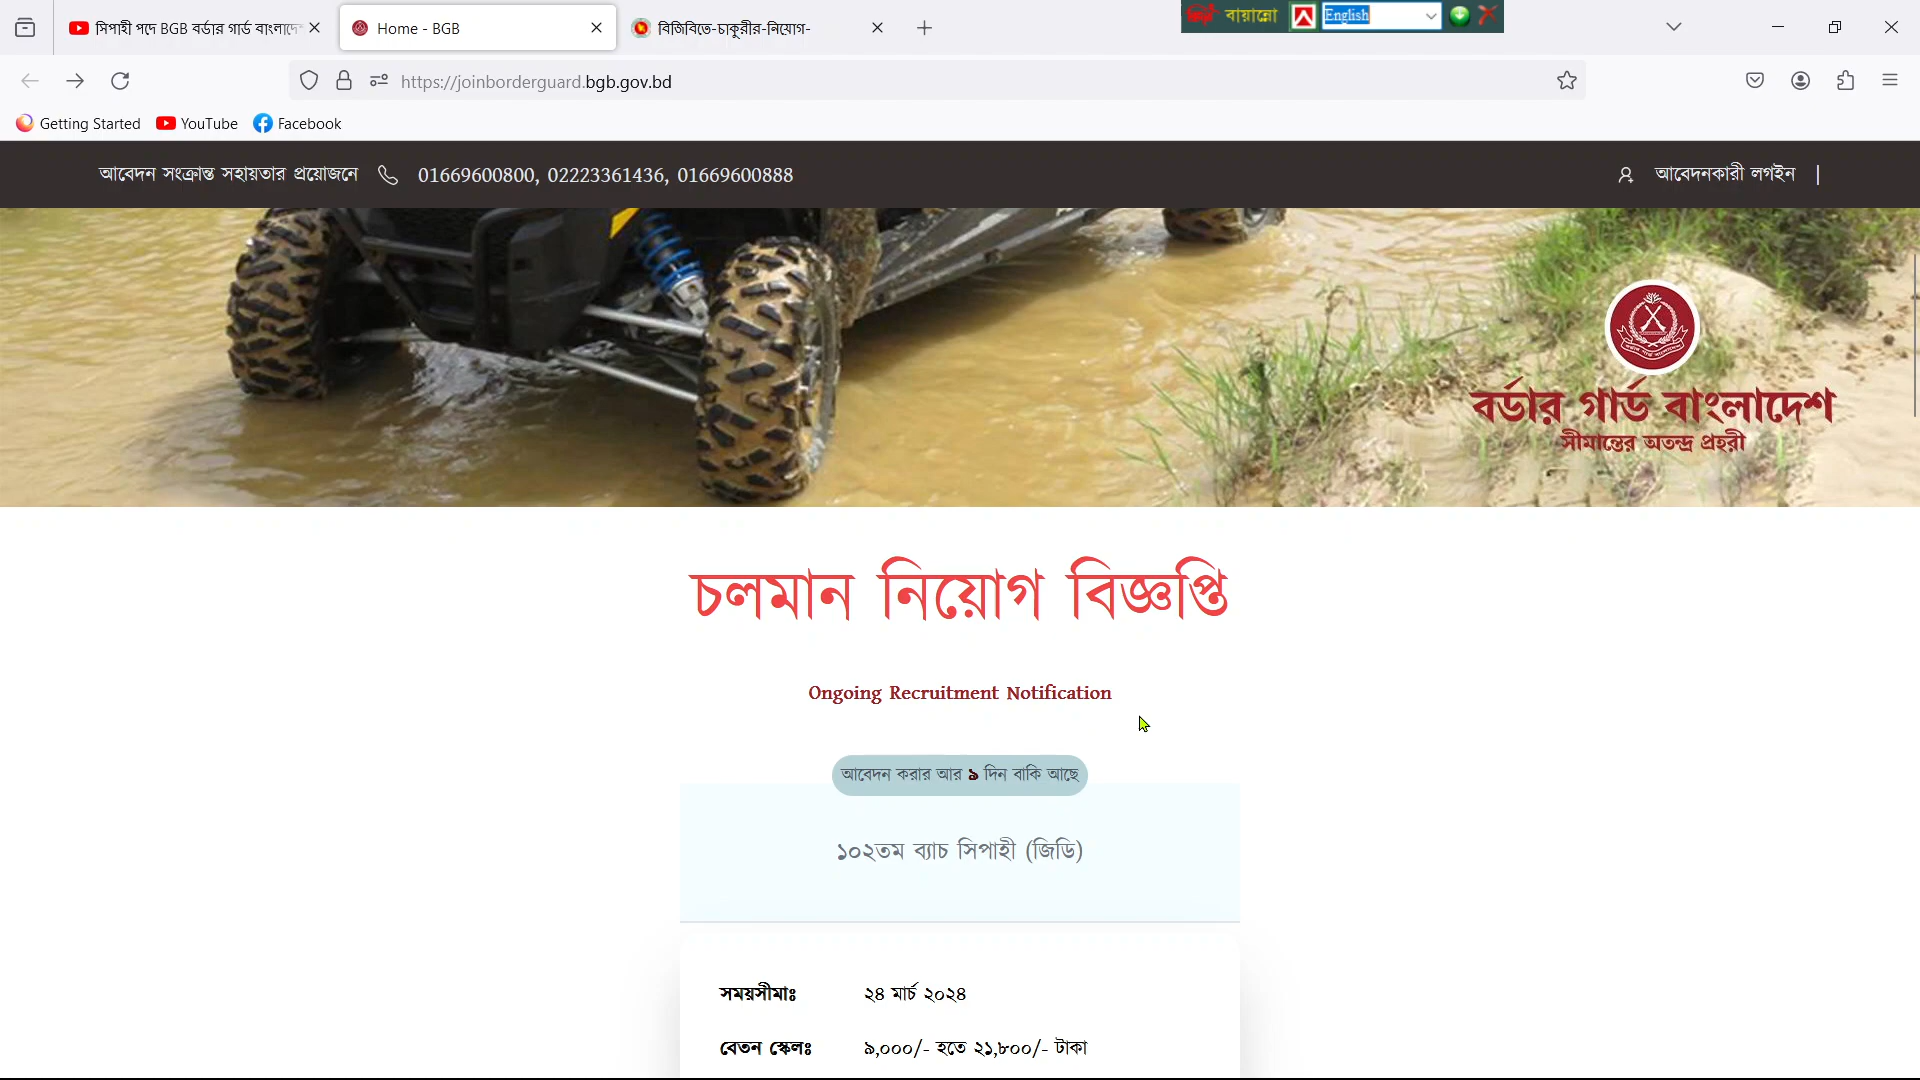 সিপাহী পদে BGB বর্ডার গার্ড বাংলাদে
Home - BGB
বিজিবিতে-চাকুরীর-নিয়োগ-
বায়ান্নো
English
https://joinborderguard.bgb.gov.bd
Getting Started
YouTube
Facebook
আবেদন সংক্রান্ত সহায়তার প্রয়োজনে 01669600800, 02223361436, 01669600888
আবেদনকারী লগইন |
বর্ডার গার্ড বাংলাদেশ
সীমান্তের অতন্দ্র প্রহরী
চলমান নিয়োগ বিজ্ঞপ্তি
Ongoing Recruitment Notification
আবেদন করার আর ৯ দিন বাকি আছে
১০২তম ব্যাচ সিপাহী (জিডি)
সময়সীমাঃ ২৪ মার্চ ২০২৪
বেতন স্কেলঃ ৯,০০০/- হতে ২১,৮০০/- টাকা